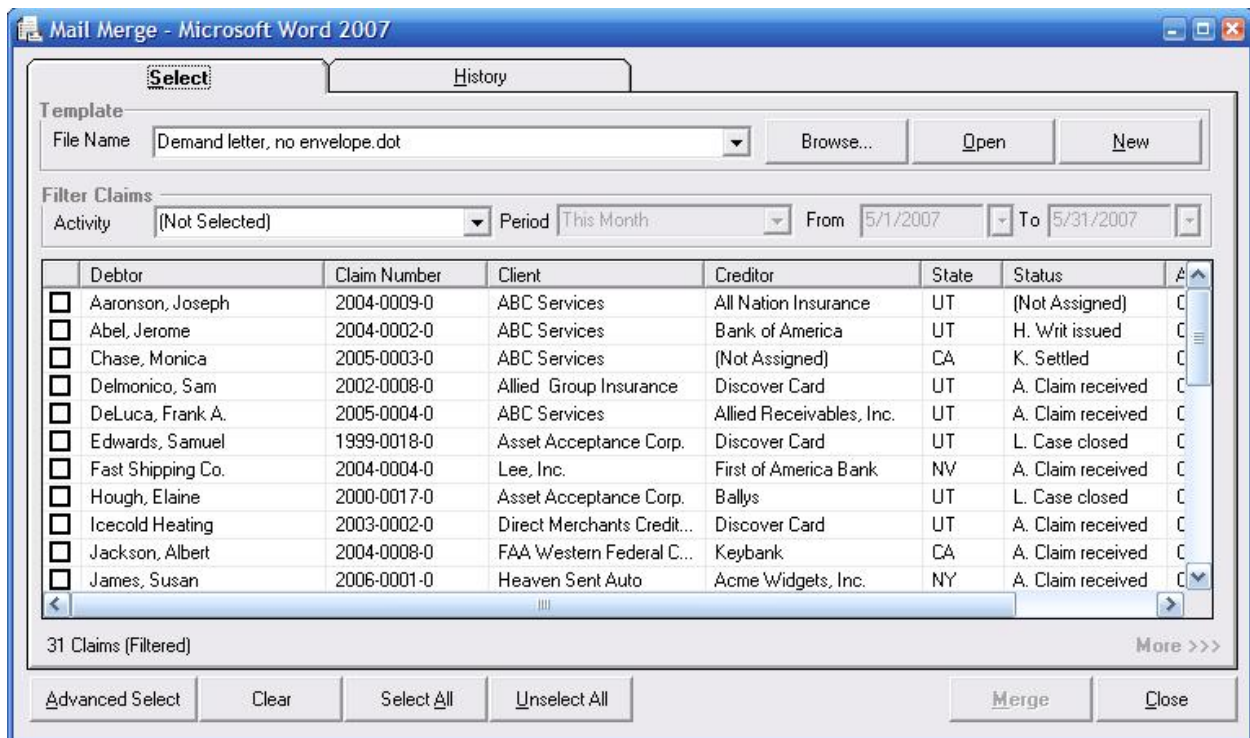 Mail Merge - Microsoft Word 2007
Select History
Template
File Name Demand letter, no envelope.dot Browse... Open New
Filter Claims
Activity (Not Selected) Period This Month From 5/1/2007 To 5/31/2007
Debtor Claim Number Client Creditor State Status
Aaronson, Joseph 2004-0009-0 ABC Services All Nation Insurance UT (Not Assigned)
Abel, Jerome 2004-0002-0 ABC Services Bank of America UT H. Writ issued
Chase, Monica 2005-0003-0 ABC Services (Not Assigned) CA K. Settled
Delmonico, Sam 2002-0008-0 Allied Group Insurance Discover Card UT A. Claim received
DeLuca, Frank A. 2005-0004-0 ABC Services Allied Receivables, Inc. UT A. Claim received
Edwards, Samuel 1999-0018-0 Asset Acceptance Corp. Discover Card UT L. Case closed
Fast Shipping Co. 2004-0004-0 Lee, Inc. First of America Bank NV A. Claim received
Hough, Elaine 2000-0017-0 Asset Acceptance Corp. Ballys UT L. Case closed
Icecold Heating 2003-0002-0 Direct Merchants Credit... Discover Card UT A. Claim received
Jackson, Albert 2004-0008-0 FAA Western Federal C... Keybank CA A. Claim received
James, Susan 2006-0001-0 Heaven Sent Auto Acme Widgets, Inc. NY A. Claim received
31 Claims (Filtered) More >>>
Advanced Select Clear Select All Unselect All Merge Close